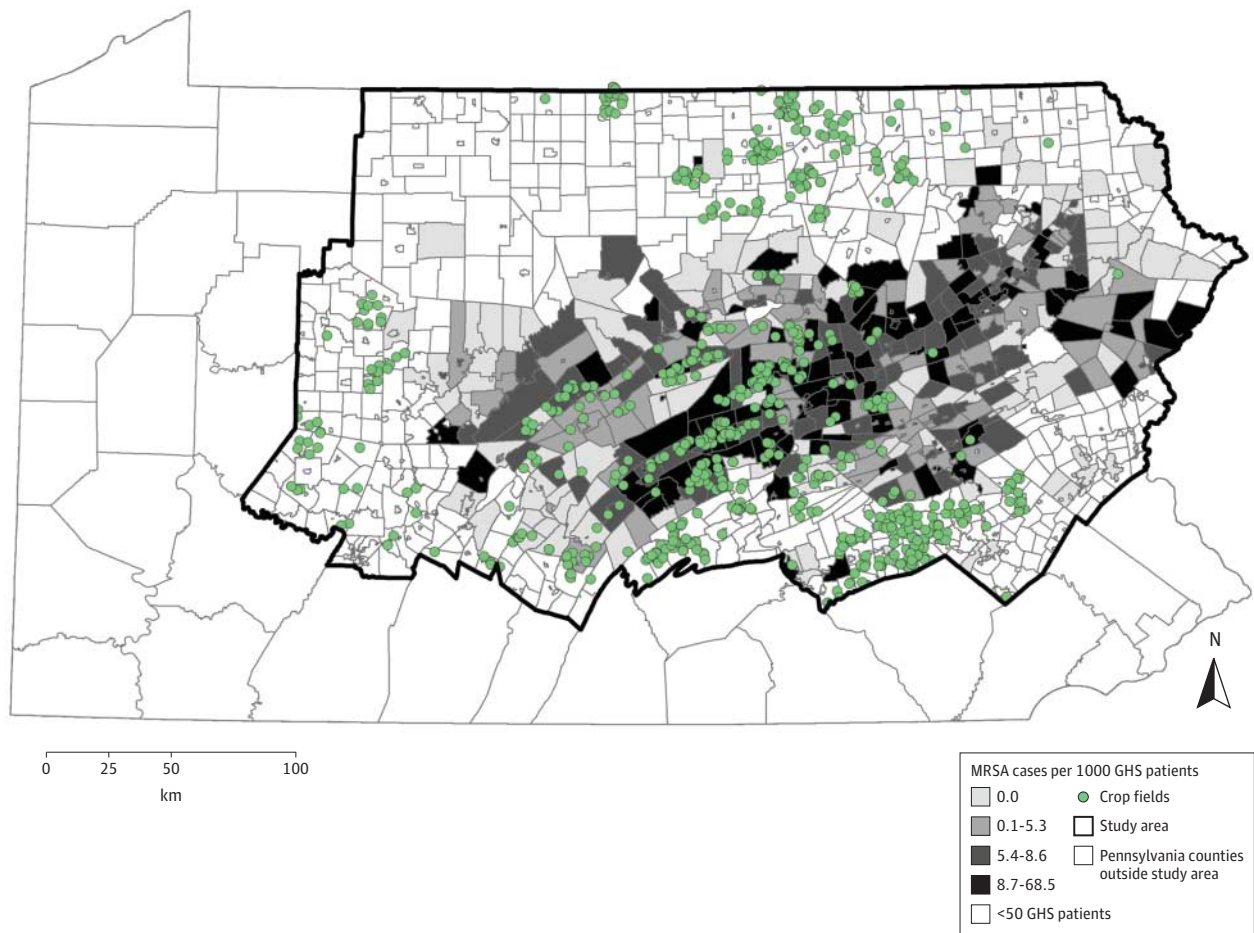 N
0 25 50 100
km
MRSA cases per 1000 GHS patients
0.0
0.1-5.3
5.4-8.6
8.7-68.5
<50 GHS patients
Crop fields
Study area
Pennsylvania counties
outside study area